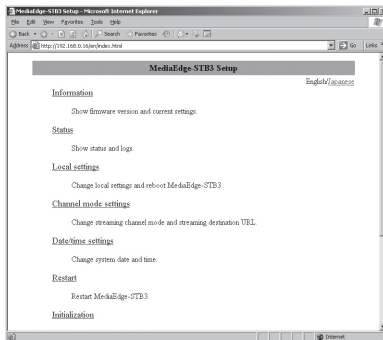 MediaEdge-STB3 Setup - Microsoft Internet Explorer
File Edit View Favorites Tools Help
Back Search Favorites
Address http://192.168.0.16/en/index.html Go Links
MediaEdge-STB3 Setup
English/Japanese
Information
Show firmware version and current settings.
Status
Show status and logs.
Local settings
Change local settings and reboot MediaEdge-STB3.
Channel mode settings
Change streaming channel mode and streaming destination URL.
Date/time settings
Change system date and time.
Restart
Restart MediaEdge-STB3.
Initialization
Internet